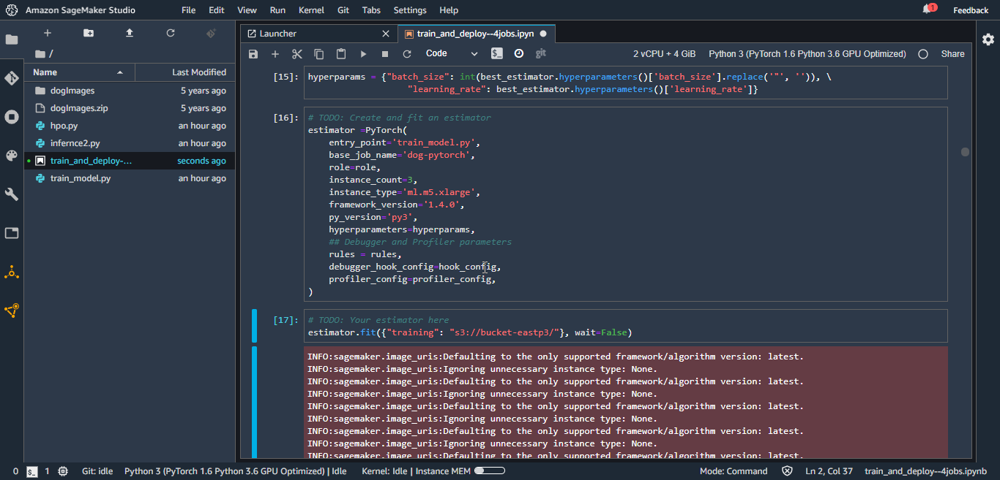 Amazon SageMaker Studio File Edit View Run Kernel Git Tabs Settings Help 1 Feedback
Launcher train_and_deploy--4jobs.ipyn
Code git 2 vCPU + 4 GiB Python 3 (PyTorch 1.6 Python 3.6 GPU Optimized) Share
/
Name Last Modified
dogImages 5 years ago
dogImages.zip 5 years ago
hpo.py an hour ago
infernce2.py an hour ago
train_and_deploy-... seconds ago
train_model.py an hour ago
[15]: hyperparams = {"batch_size": int(best_estimator.hyperparameters()['batch_size'].replace('"', '')), \
"learning_rate": best_estimator.hyperparameters()['learning_rate']}
[16]: # TODO: Create and fit an estimator
estimator =PyTorch(
entry_point='train_model.py',
base_job_name='dog-pytorch',
role=role,
instance_count=3,
instance_type='ml.m5.xlarge',
framework_version='1.4.0',
py_version='py3',
hyperparameters=hyperparams,
## Debugger and Profiler parameters
rules = rules,
debugger_hook_config=hook_config,
profiler_config=profiler_config,
)
[17]: # TODO: Your estimator here
estimator.fit({"training": "s3://bucket-eastp3/"}, wait=False)
INFO:sagemaker.image_uris:Defaulting to the only supported framework/algorithm version: latest.
INFO:sagemaker.image_uris:Ignoring unnecessary instance type: None.
INFO:sagemaker.image_uris:Defaulting to the only supported framework/algorithm version: latest.
INFO:sagemaker.image_uris:Ignoring unnecessary instance type: None.
INFO:sagemaker.image_uris:Defaulting to the only supported framework/algorithm version: latest.
INFO:sagemaker.image_uris:Ignoring unnecessary instance type: None.
INFO:sagemaker.image_uris:Defaulting to the only supported framework/algorithm version: latest.
INFO:sagemaker.image_uris:Ignoring unnecessary instance type: None.
INFO:sagemaker.image_uris:Defaulting to the only supported framework/algorithm version: latest.
0 $_ 1 Git: idle Python 3 (PyTorch 1.6 Python 3.6 GPU Optimized) | Idle Kernel: Idle | Instance MEM Mode: Command Ln 2, Col 37 train_and_deploy--4jobs.ipynb